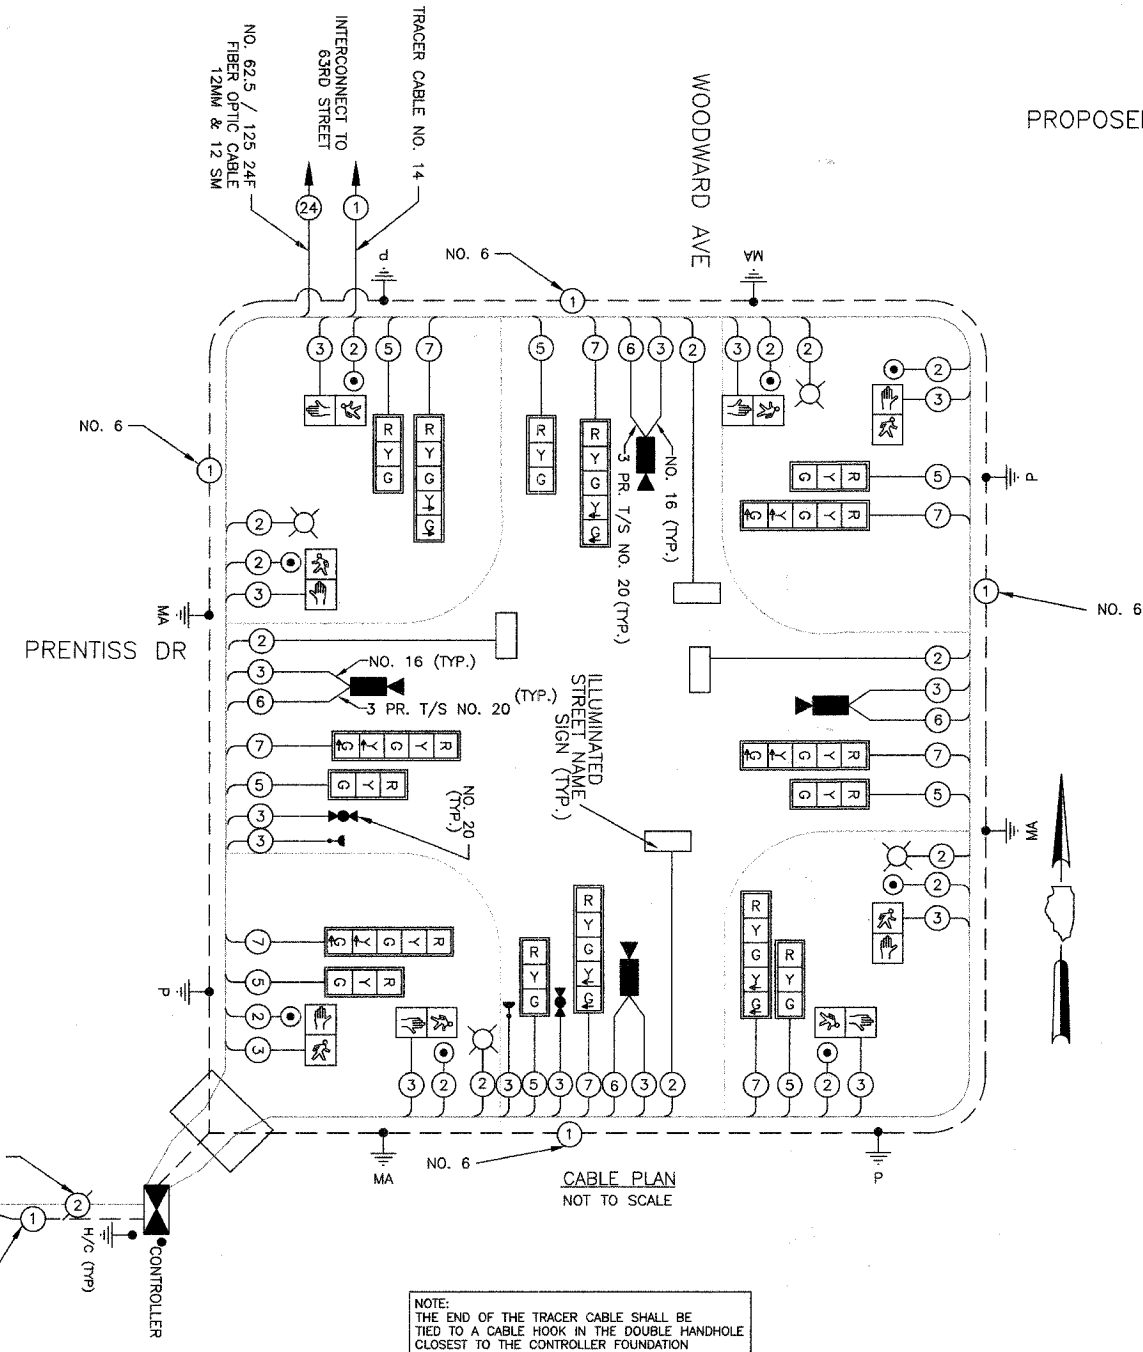 PROPOSED
WOODWARD AVE
TRACER CABLE NO. 14
INTERCONNECT TO
63RD STREET
NO. 62.5 / 125 24F
FIBER OPTIC CABLE
12MM & 12 SM
24
1
P
NO. 6
1
MA
3
2
5
7
5
7
6
3
2
3
2
2
2
3
R Y G
R Y G Y G
R Y G
R Y G Y G
NO. 16 (TYP.)
3 PR. T/S NO. 20 (TYP.)
NO. 6
1
5
R Y G
P
7
R Y G Y G
2
2
3
1
NO. 6
MA
PRENTISS DR
2
3
6
NO. 16 (TYP.)
3 PR. T/S NO. 20 (TYP.)
2
3
6
ILLUMINATED
STREET NAME
SIGN (TYP.)
7
R Y G Y G
5
R Y G
3
3
NO. 20
(TYP.)
7
R Y G Y G
5
R Y G
MA
2
2
3
7
R Y G Y G
5
R Y G
P
2
3
R Y G
R Y G Y G
R Y G Y G
R Y G
3
2
2
3
5
3
7
6
3
2
7
5
2
3
MA
NO. 6
1
P
CABLE PLAN
NOT TO SCALE
2
1
H/C (TYP)
CONTROLLER
NOTE:
THE END OF THE TRACER CABLE SHALL BE
TIED TO A CABLE HOOK IN THE DOUBLE HANDHOLE
CLOSEST TO THE CONTROLLER FOUNDATION